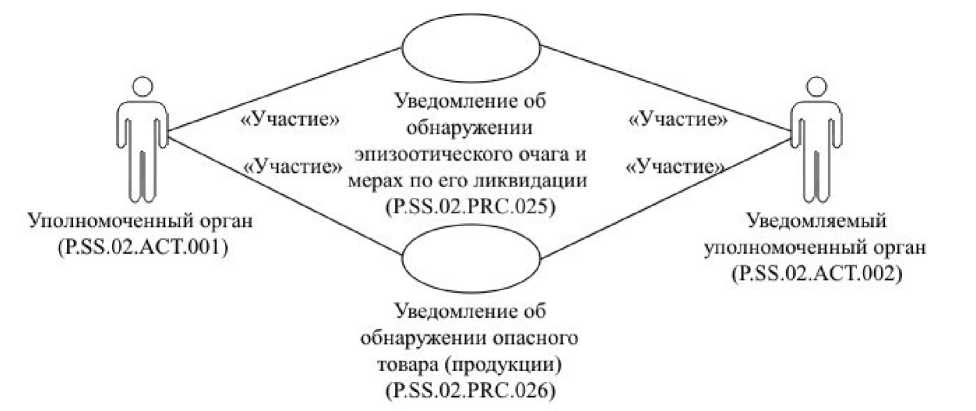 Уведомление об
обнаружении
эпизоотического очага и
мерах по его ликвидации
(P.SS.02.PRC.025)
«Участие»
«Участие»
«Участие»
«Участие»
Уполномоченный орган
(P.SS.02.ACT.001)
Уведомляемый
уполномоченный орган
(P.SS.02.ACT.002)
Уведомление об
обнаружении опасного
товара (продукции)
(P.SS.02.PRC.026)